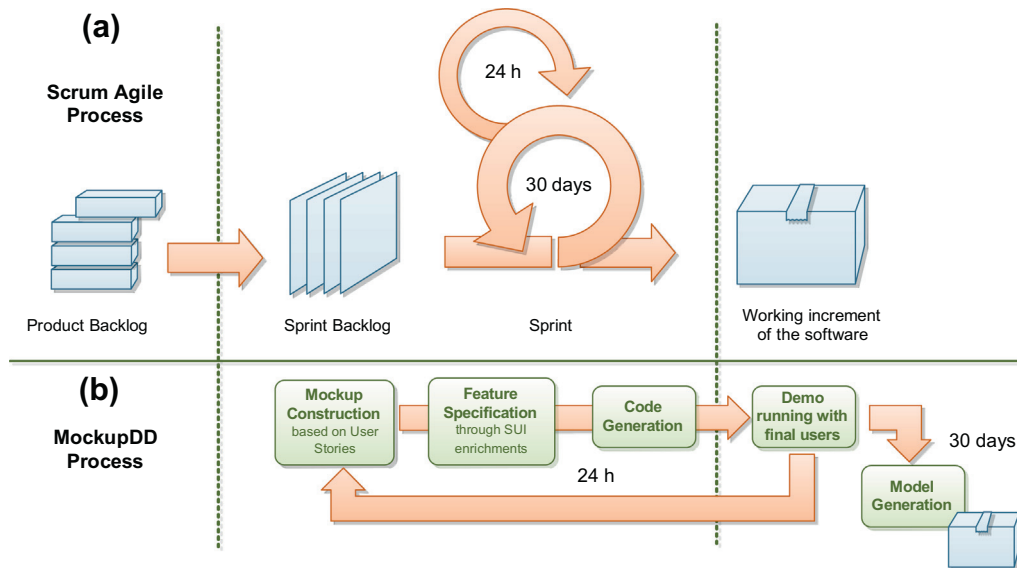 (a)
Scrum Agile
Process
24 h
30 days
Product Backlog
Sprint Backlog
Sprint
Working increment
of the software
(b)
MockupDD
Process
Mockup
Construction
based on User
Stories
Feature
Specification
through SUI
enrichments
Code
Generation
Demo
running with
final users
24 h
30 days
Model
Generation